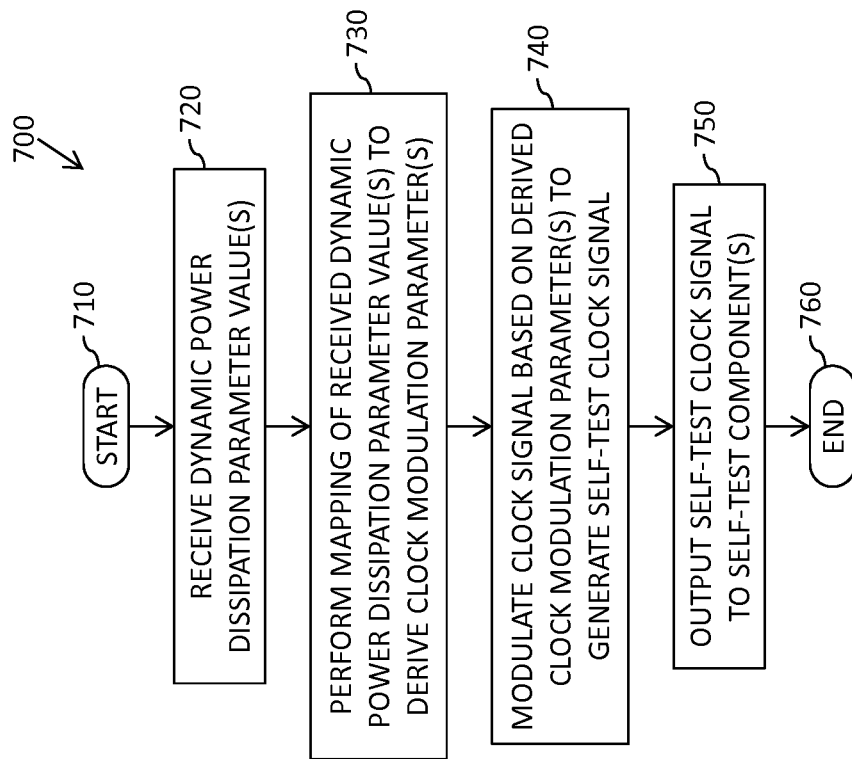 700
START
710
RECEIVE DYNAMIC POWER
DISSIPATION PARAMETER VALUE(S)
720
PERFORM MAPPING OF RECEIVED DYNAMIC
POWER DISSIPATION PARAMETER VALUE(S) TO
DERIVE CLOCK MODULATION PARAMETER(S)
730
MODULATE CLOCK SIGNAL BASED ON DERIVED
CLOCK MODULATION PARAMETER(S) TO
GENERATE SELF-TEST CLOCK SIGNAL
740
OUTPUT SELF-TEST CLOCK SIGNAL
TO SELF-TEST COMPONENT(S)
750
END
760